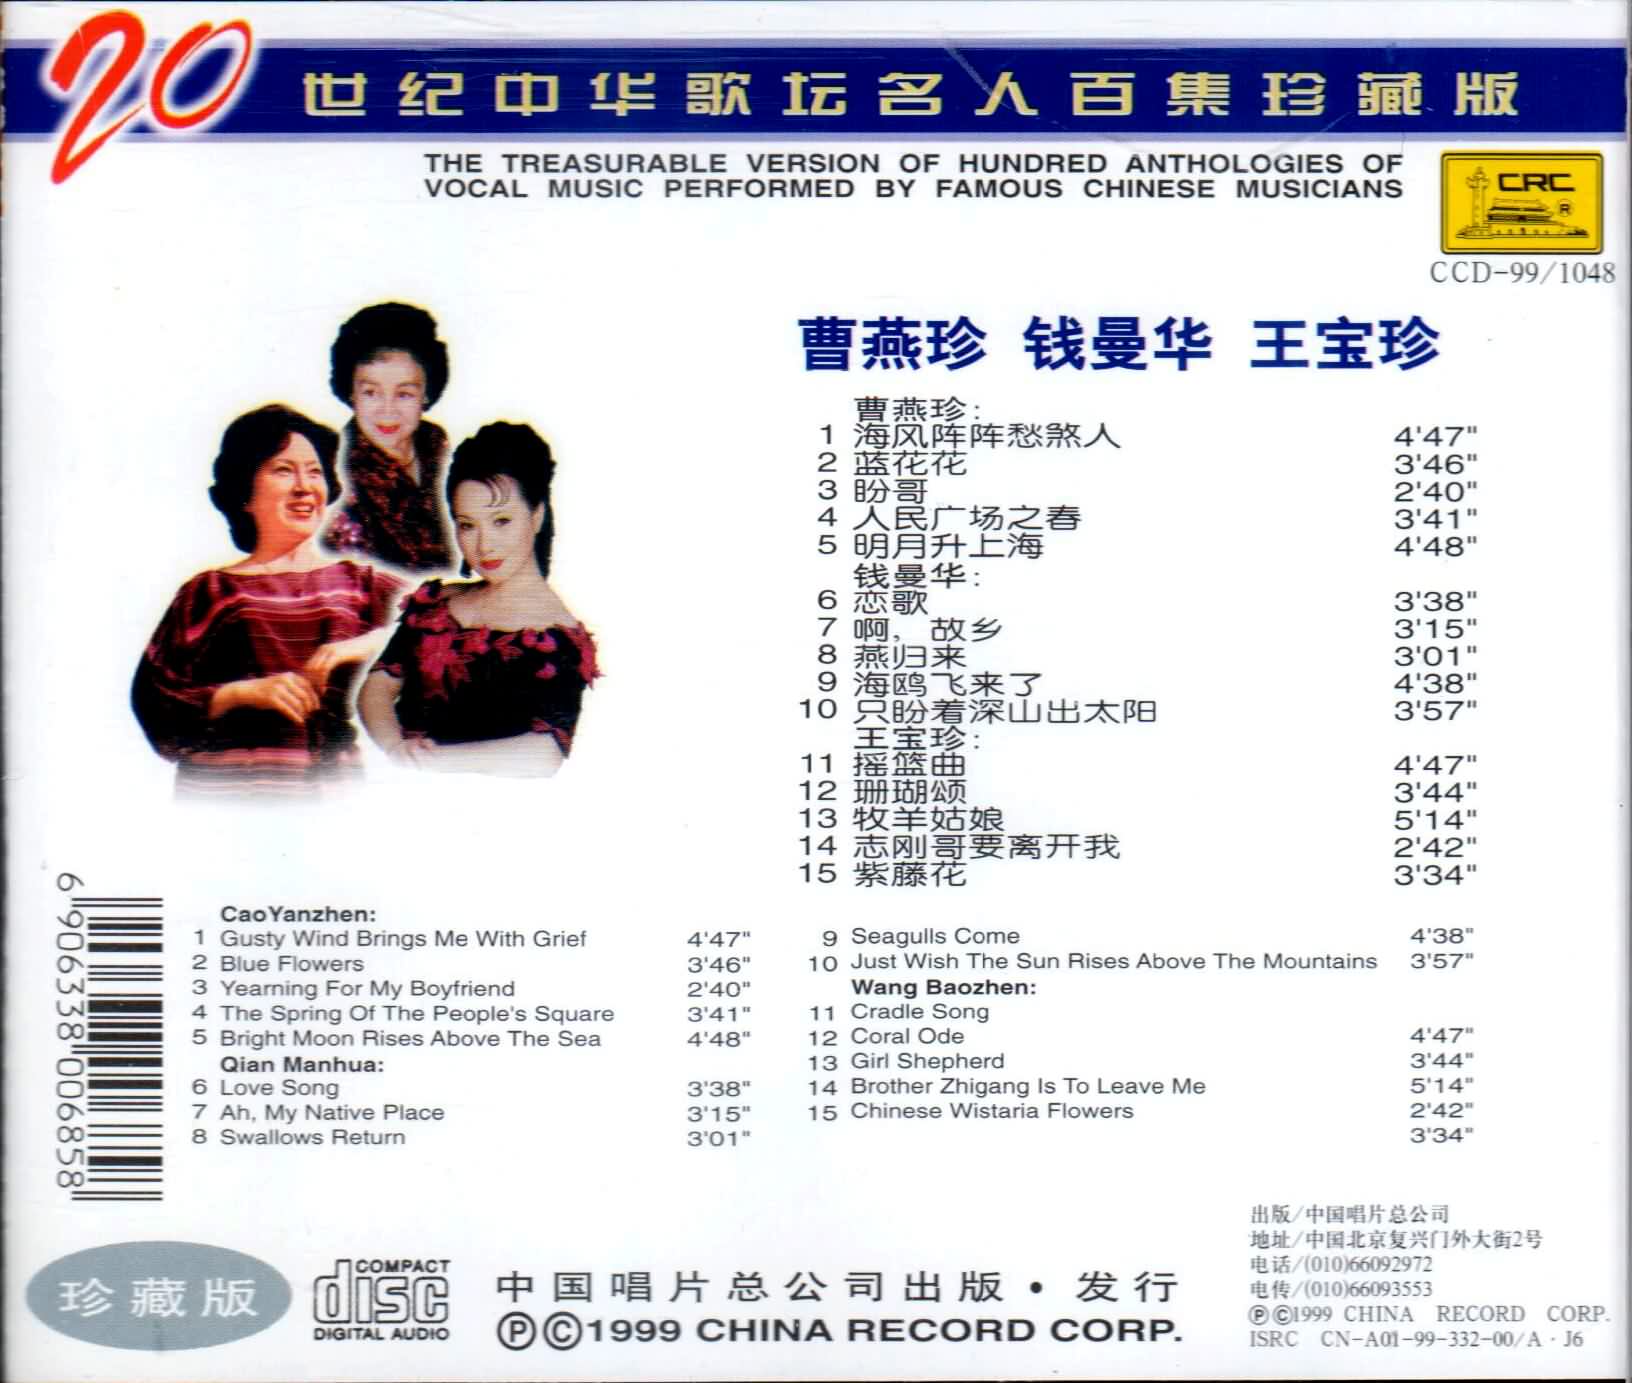 20世纪中华歌坛名人百集珍藏版
THE TREASURABLE VERSION OF HUNDRED ANTHOLOGIES OF
VOCAL MUSIC PERFORMED BY FAMOUS CHINESE MUSICIANS
CRC
®
CCD-99/1048
曹燕珍 钱曼华 王宝珍
曹燕珍:
1 海风阵阵愁煞人 4'47"
2 蓝花花 3'46"
3 盼哥 2'40"
4 人民广场之春 3'41"
5 明月升上海 4'48"
钱曼华:
6 恋歌 3'38"
7 啊，故乡 3'15"
8 燕归来 3'01"
9 海鸥飞来了 4'38"
10 只盼着深山出太阳 3'57"
王宝珍:
11 摇篮曲 4'47"
12 珊瑚颂 3'44"
13 牧羊姑娘 5'14"
14 志刚哥要离开我 2'42"
15 紫藤花 3'34"
CaoYanzhen:
1 Gusty Wind Brings Me With Grief 4'47"
2 Blue Flowers 3'46"
3 Yearning For My Boyfriend 2'40"
4 The Spring Of The People's Square 3'41"
5 Bright Moon Rises Above The Sea 4'48"
Qian Manhua:
6 Love Song 3'38"
7 Ah, My Native Place 3'15"
8 Swallows Return 3'01"
9 Seagulls Come 4'38"
10 Just Wish The Sun Rises Above The Mountains 3'57"
Wang Baozhen:
11 Cradle Song
12 Coral Ode 4'47"
13 Girl Shepherd 3'44"
14 Brother Zhigang Is To Leave Me 5'14"
15 Chinese Wistaria Flowers 2'42"
3'34"
6 906338 006858
珍藏版
COMPACT
disc
DIGITAL AUDIO
中国唱片总公司出版·发行
ⓅⒸ1999 CHINA RECORD CORP.
出版/中国唱片总公司
地址/中国北京复兴门外大街2号
电话/(010)66092972
电传/(010)66093553
ⓅⒸ1999 CHINA RECORD CORP.
ISRC CN-A01-99-332-00/A·J6